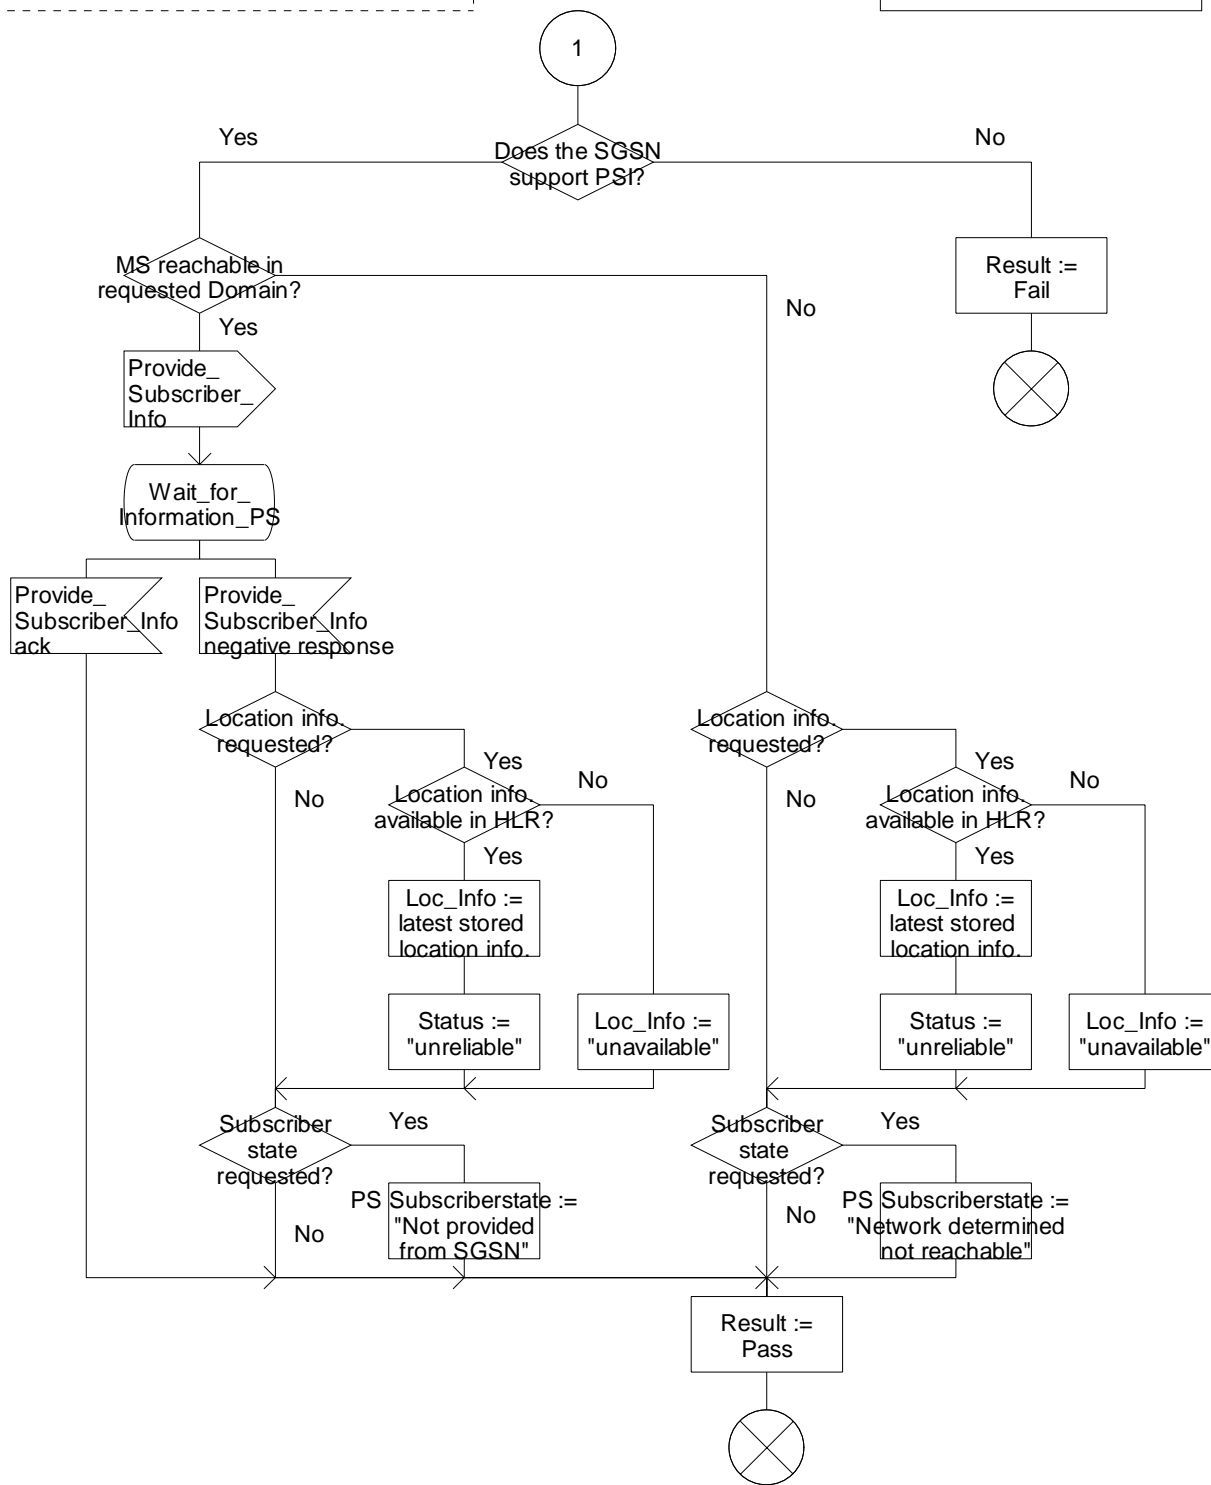 1
Yes
No
Does the SGSN
support PSI?
MS reachable in
requested Domain?
No
Result :=
Fail
Yes
Provide_
Subscriber_
Info
Wait_for_
Information_PS
Provide_
Subscriber_Info
ack
Provide_
Subscriber_Info
negative response
Location info.
requested?
Yes
No
No
Location info.
available in HLR?
Yes
Loc_Info :=
latest stored
location info.
Status :=
"unreliable"
Loc_Info :=
"unavailable"
Location info.
requested?
Yes
No
No
Location info.
available in HLR?
Yes
Loc_Info :=
latest stored
location info.
Status :=
"unreliable"
Loc_Info :=
"unavailable"
Subscriber
state
requested?
Yes
No
PS Subscriberstate :=
"Not provided
from SGSN"
Subscriber
state
requested?
Yes
No
PS Subscriberstate :=
"Network determined
not reachable"
Result :=
Pass